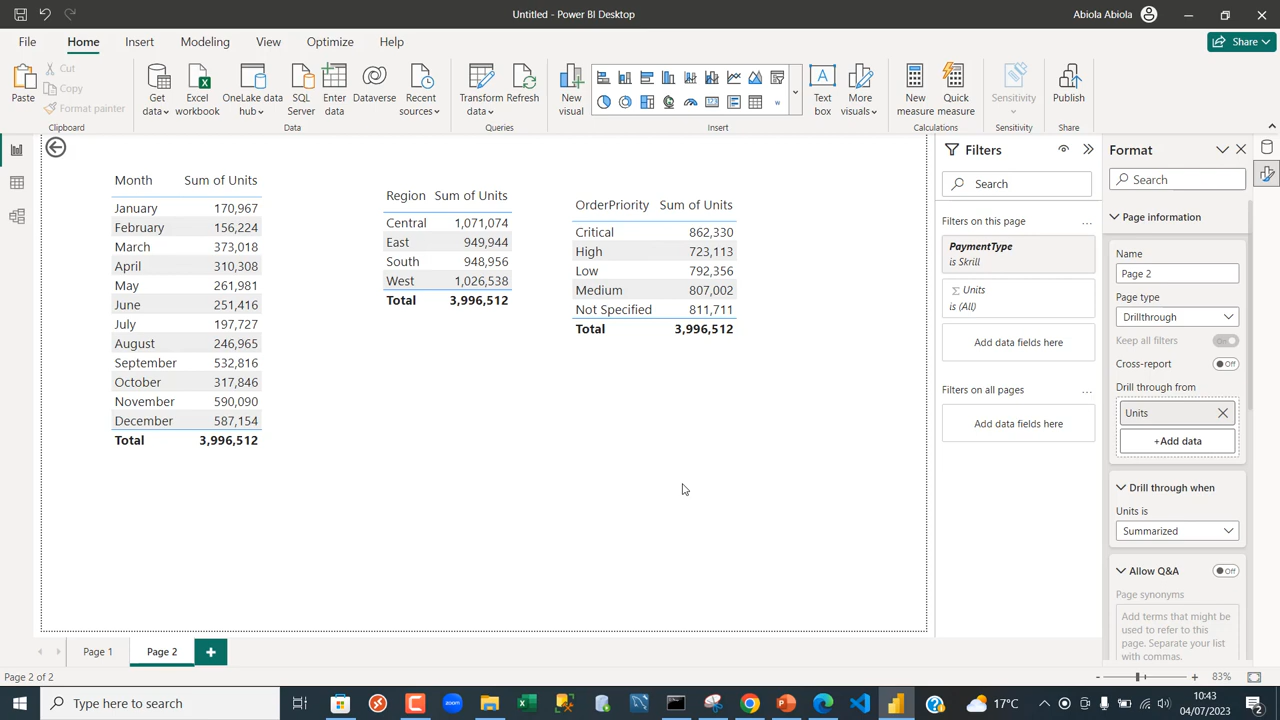 Untitled - Power BI Desktop
Abiola Abiola
File
Home
Insert
Modeling
View
Optimize
Help
Share
Paste
Cut
Copy
Format painter
Clipboard
Get data
Excel workbook
OneLake data hub
SQL Server
Enter data
Dataverse
Recent sources
Data
Transform data
Refresh
Queries
New visual
Text box
More visuals
Insert
New measure
Quick measure
Calculations
Sensitivity
Sensitivity
Publish
Share
Month Sum of Units
January 170,967
February 156,224
March 373,018
April 310,308
May 261,981
June 251,416
July 197,727
August 246,965
September 532,816
October 317,846
November 590,090
December 587,154
Total 3,996,512
Region Sum of Units
Central 1,071,074
East 949,944
South 948,956
West 1,026,538
Total 3,996,512
OrderPriority Sum of Units
Critical 862,330
High 723,113
Low 792,356
Medium 807,002
Not Specified 811,711
Total 3,996,512
Filters
Search
Filters on this page
...
PaymentType
is Skrill
Σ Units
is (All)
Add data fields here
Filters on all pages
...
Add data fields here
Format
Search
Page information
Name
Page 2
Page type
Drillthrough
Keep all filters
On
Cross-report
Off
Drill through from
Units
+Add data
Drill through when
Units is
Summarized
Allow Q&A
Off
Page synonyms
Add terms that might be
used to refer to this
page. Separate your list
with commas.
Page 1
Page 2
Page 2 of 2
- + 83%
Type here to search
17°C
10:43
04/07/2023
2